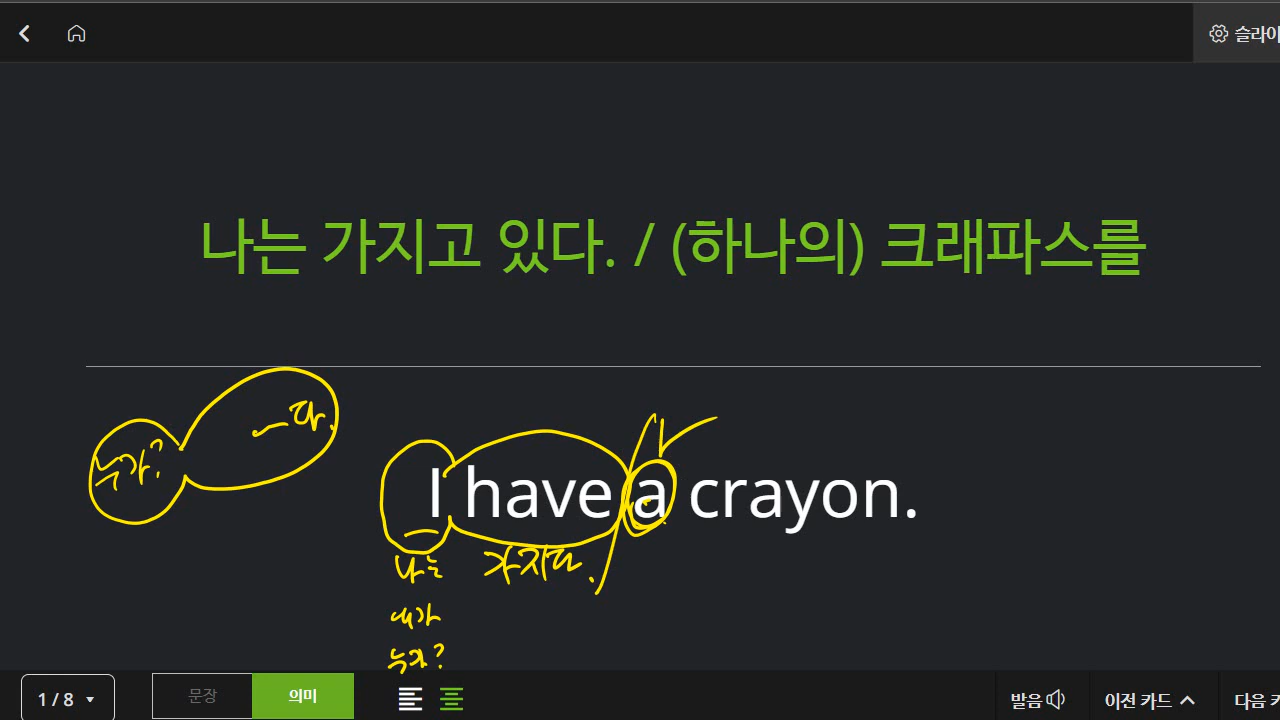 슬라이
나는 가지고 있다. / (하나의) 크래파스를
누가? ㅡ다.
I have a crayon.
나는 가지다.
내가
누가?
1 / 8 문장 의미 발음 이전 카드 다음 카